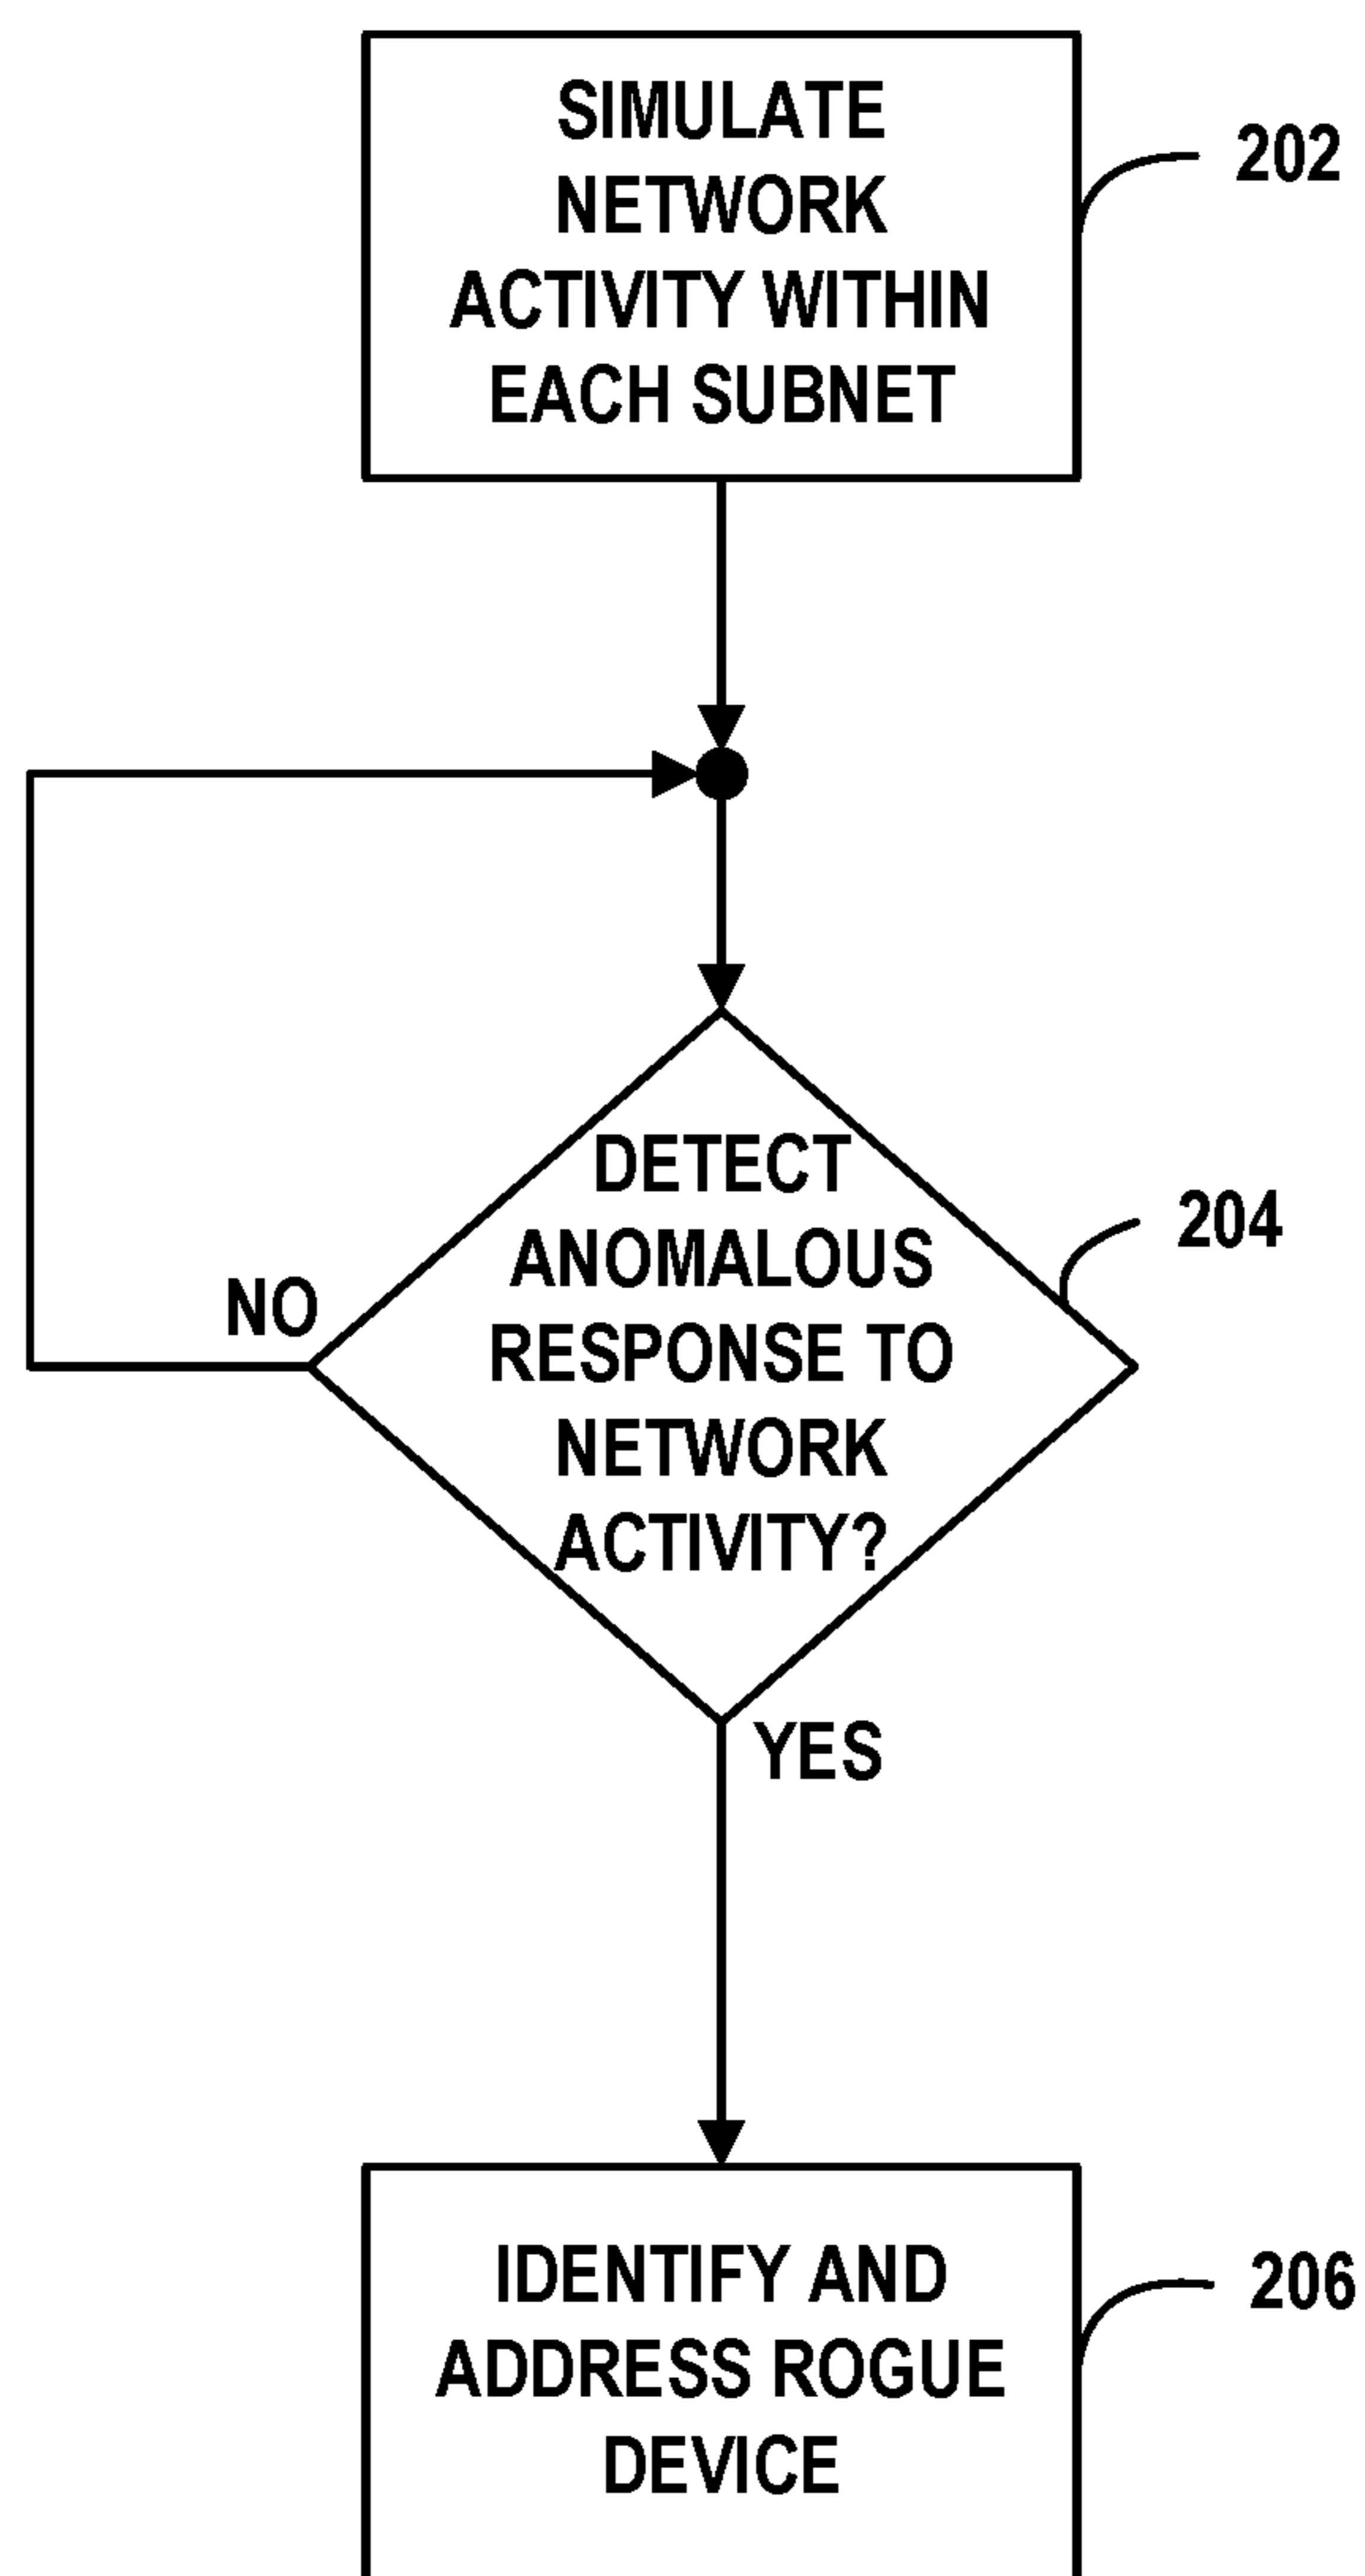 SIMULATE
NETWORK
ACTIVITY WITHIN
EACH SUBNET
202
DETECT
ANOMALOUS
RESPONSE TO
NETWORK
ACTIVITY?
204
NO
YES
IDENTIFY AND
ADDRESS ROGUE
DEVICE
206